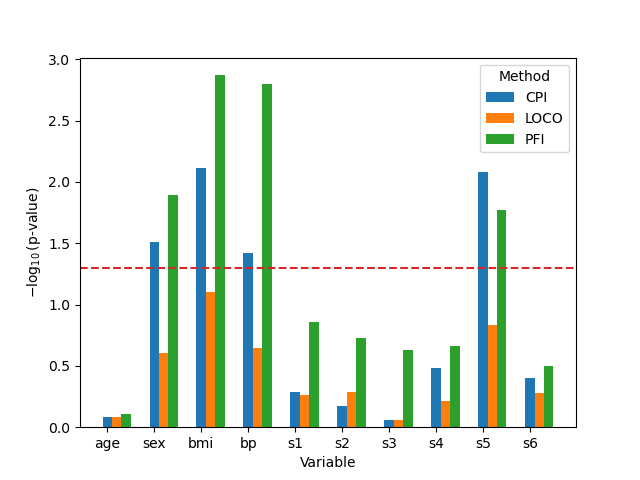 3.0
2.5
2.0
1.5
1.0
0.5
0.0
−log₁₀(p-value)
Method
CPI
LOCO
PFI
age sex bmi bp s1 s2 s3 s4 s5 s6
Variable